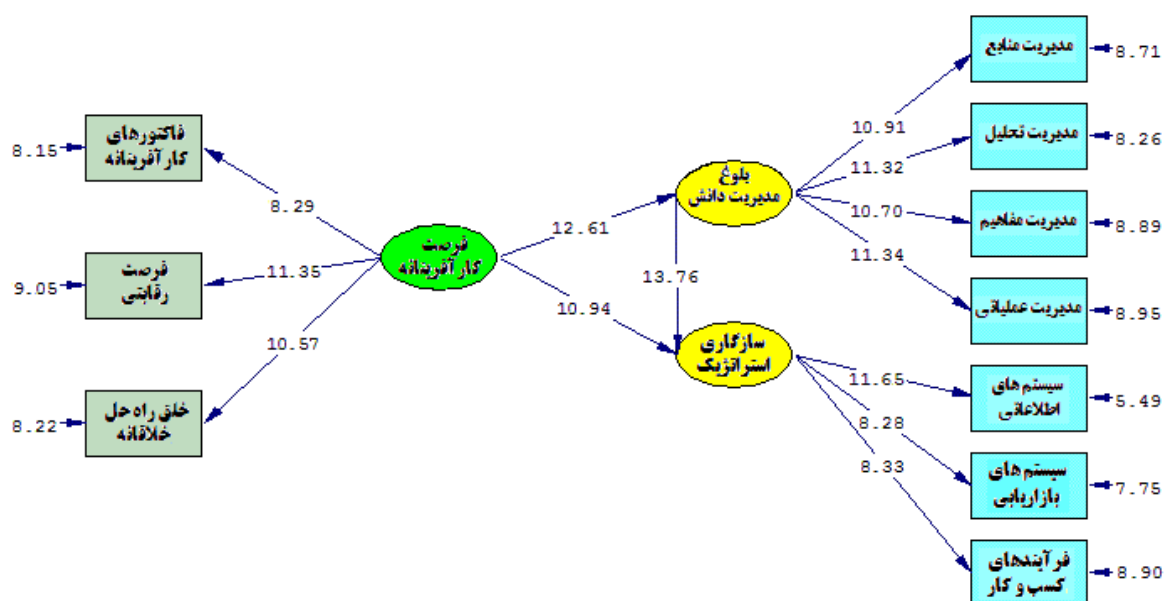 مدیریت منابع
8.71
10.91
فاکتورهای
کارآفرینانه
8.15
مدیریت تحلیل
8.26
11.32
8.29
بلوغ
مدیریت دانش
مدیریت مفاهیم
8.89
10.70
12.61
فرصت
کارآفرینانه
فرصت
رقابتی
9.05
11.35
11.34
13.76
مدیریت عملیاتی
8.95
10.94
10.57
سازگاری
استراتژیک
سیستم های
اطلاعاتی
5.49
11.65
خلق راه حل
خلاقانه
8.22
8.28
8.33
سیستم های
بازاریابی
7.75
فرآیندهای
کسب و کار
8.90